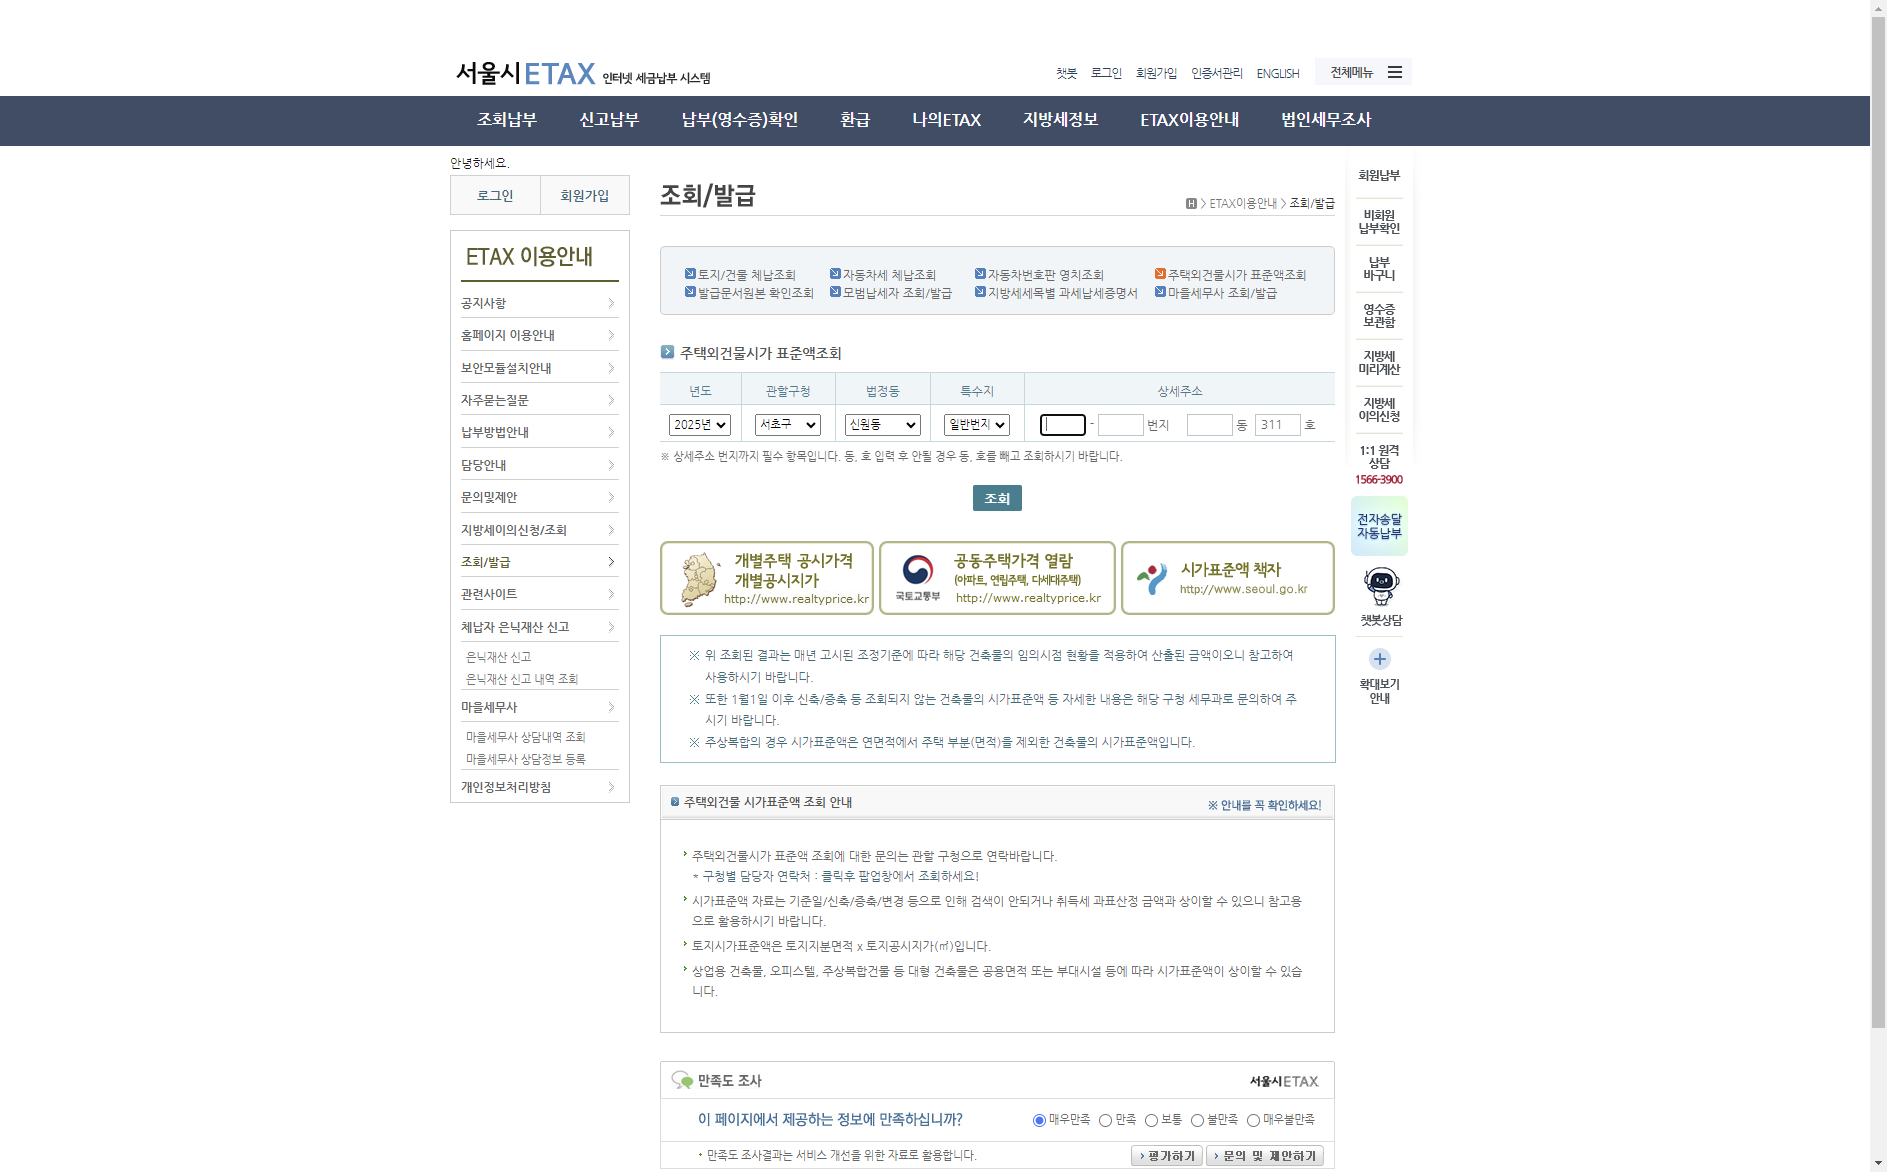 서울시ETAX 인터넷 세금납부 시스템
챗봇 로그인 회원가입 인증서관리 ENGLISH 전체메뉴
조회납부 신고납부 납부(영수증)확인 환급 나의ETAX 지방세정보 ETAX이용안내 법인세무조사
안녕하세요.
로그인 회원가입
ETAX 이용안내
공지사항
홈페이지 이용안내
보안모듈설치안내
자주묻는질문
납부방법안내
담당안내
문의및제안
지방세이의신청/조회
조회/발급
관련사이트
체납자 은닉재산 신고
은닉재산 신고
은닉재산 신고 내역 조회
마을세무사
마을세무사 상담내역 조회
마을세무사 상담정보 등록
개인정보처리방침
조회/발급
H > ETAX이용안내 > 조회/발급
토지/건물 체납조회 자동차세 체납조회 자동차번호판 영치조회 주택외건물시가 표준액조회
발급문서원본 확인조회 모범납세자 조회/발급 지방세세목별 과세납세증명서 마을세무사 조회/발급
주택외건물시가 표준액조회
년도 관할구청 법정동 특수지 상세주소
2025년 서초구 신원동 일반번지 - 번지 동 311 호
※ 상세주소 번지까지 필수 항목입니다. 동, 호 입력 후 안될 경우 동, 호를 빼고 조회하시기 바랍니다.
조회
개별주택 공시가격
개별공시지가
http://www.realtyprice.kr
국토교통부
공동주택가격 열람
(아파트, 연립주택, 다세대주택)
http://www.realtyprice.kr
시가표준액 책자
http://www.seoul.go.kr
※ 위 조회된 결과는 매년 고시된 조정기준에 따라 해당 건축물의 임의시점 현황을 적용하여 산출된 금액이오니 참고하여
사용하시기 바랍니다.
※ 또한 1월1일 이후 신축/증축 등 조회되지 않는 건축물의 시가표준액 등 자세한 내용은 해당 구청 세무과로 문의하여 주
시기 바랍니다.
※ 주상복합의 경우 시가표준액은 연면적에서 주택 부분(면적)을 제외한 건축물의 시가표준액입니다.
주택외건물 시가표준액 조회 안내
※ 안내를 꼭 확인하세요!
주택외건물시가 표준액 조회에 대한 문의는 관할 구청으로 연락바랍니다.
* 구청별 담당자 연락처 : 클릭후 팝업창에서 조회하세요!
시가표준액 자료는 기준일/신축/증축/변경 등으로 인해 검색이 안되거나 취득세 과표산정 금액과 상이할 수 있으니 참고용
으로 활용하시기 바랍니다.
토지시가표준액은 토지지분면적 x 토지공시지가(㎡)입니다.
상업용 건축물, 오피스텔, 주상복합건물 등 대형 건축물은 공용면적 또는 부대시설 등에 따라 시가표준액이 상이할 수 있습
니다.
만족도 조사
서울시ETAX
이 페이지에서 제공하는 정보에 만족하십니까?
매우만족 만족 보통 불만족 매우불만족
만족도 조사결과는 서비스 개선을 위한 자료로 활용합니다.
평가하기 문의 및 제안하기
회원납부
비회원
납부확인
납부
바구니
영수증
보관함
지방세
미리계산
지방세
이의신청
1:1 원격
상담
1566-3900
전자송달
자동납부
챗봇상담
확대보기
안내